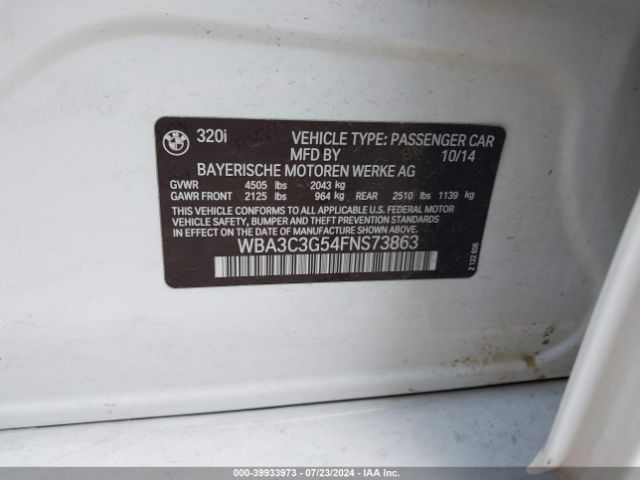 320i VEHICLE TYPE: PASSENGER CAR
MFD BY 10/14
BAYERISCHE MOTOREN WERKE AG
GVWR 4505 lbs 2043 kg
GAWR FRONT 2125 lbs 964 kg REAR 2510 lbs 1139 kg
THIS VEHICLE CONFORMS TO ALL APPLICABLE U.S. FEDERAL MOTOR
VEHICLE SAFETY, BUMPER AND THEFT PREVENTION STANDARDS
IN EFFECT ON THE DATE OF MANUFACTURE SHOWN ABOVE.
WBA3C3G54FNS73863
2 122 606
000-39933973 - 07/23/2024 - IAA Inc.